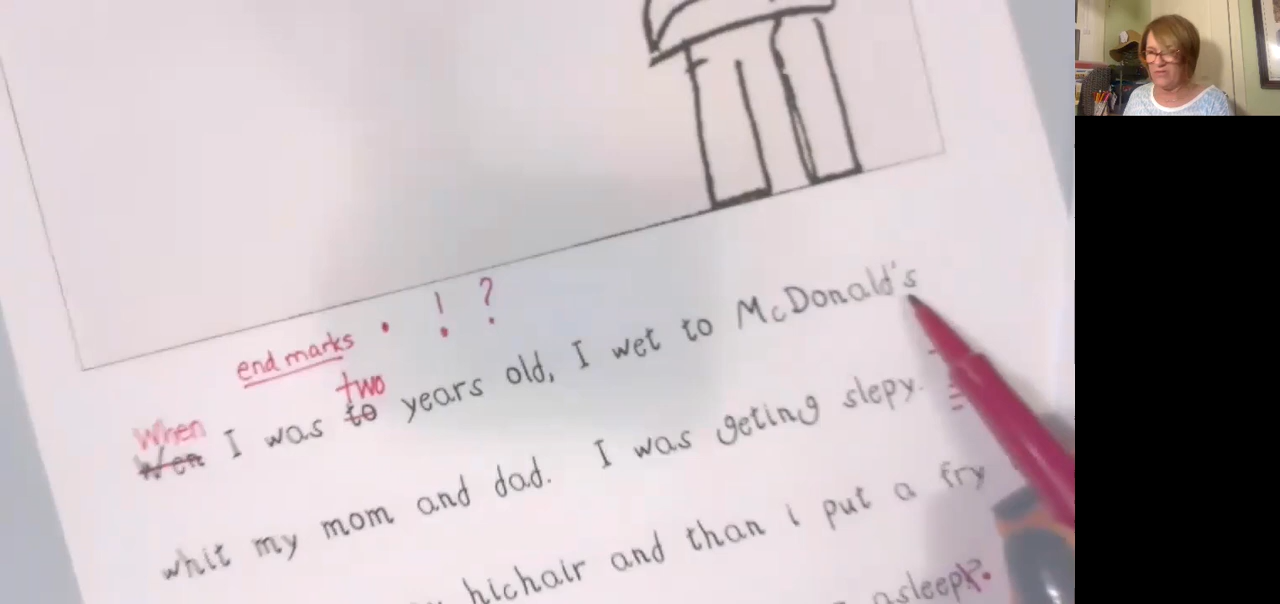 end marks . ! ?
When two
Wen I was to years old, I wet to McDonald's
whit my mom and dad. I was geting slepy.
hichair and than i put a fry
asleep?.